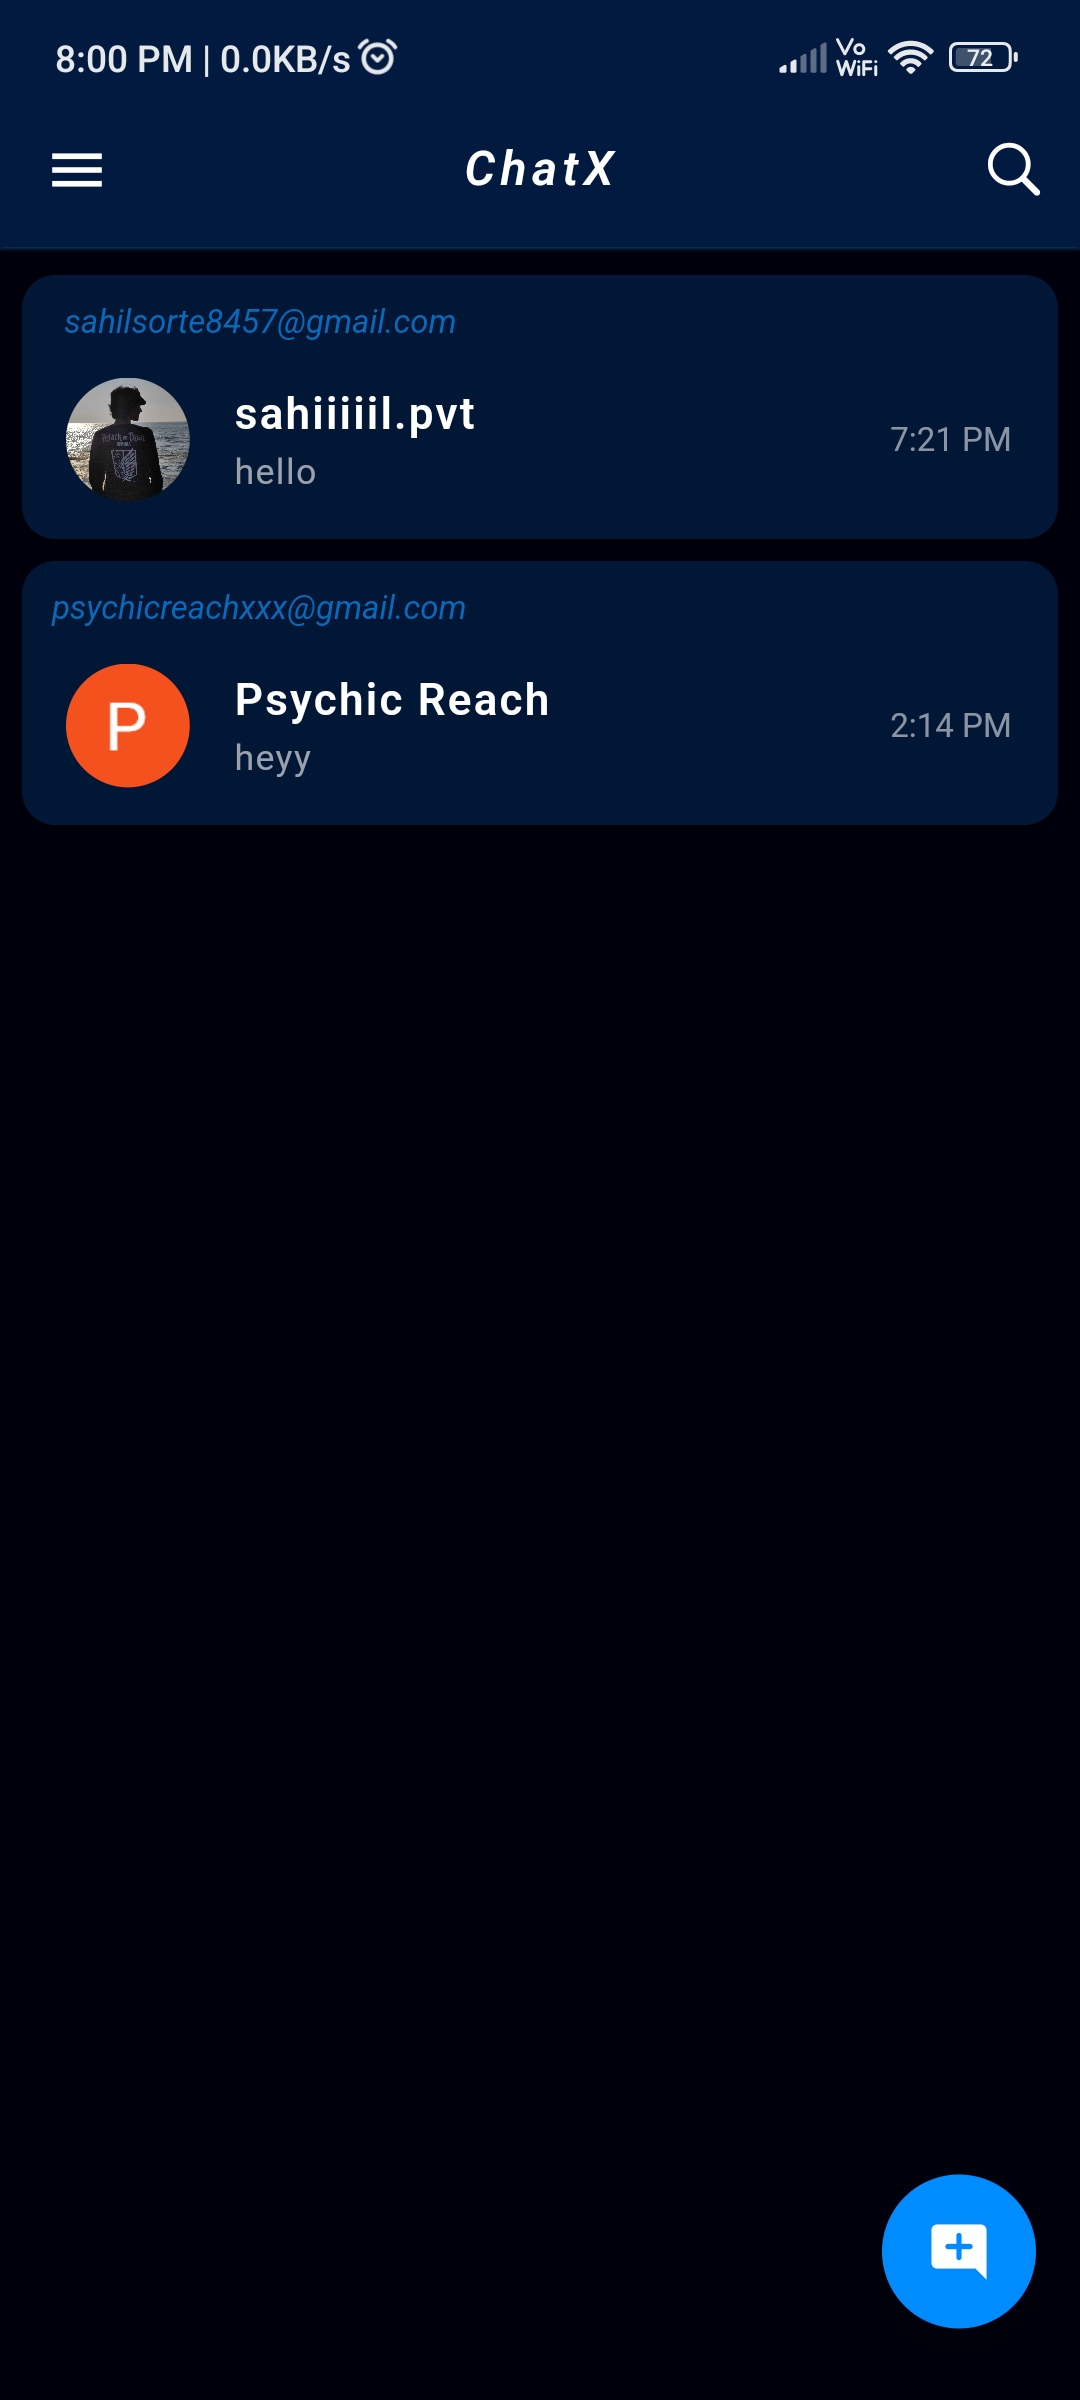 8:00 PM | 0.0KB/s
Vo
WiFi
72
ChatX
sahilsorte8457@gmail.com
sahiiiiil.pvt
hello
7:21 PM
psychicreachxxx@gmail.com
P
Psychic Reach
heyy
2:14 PM